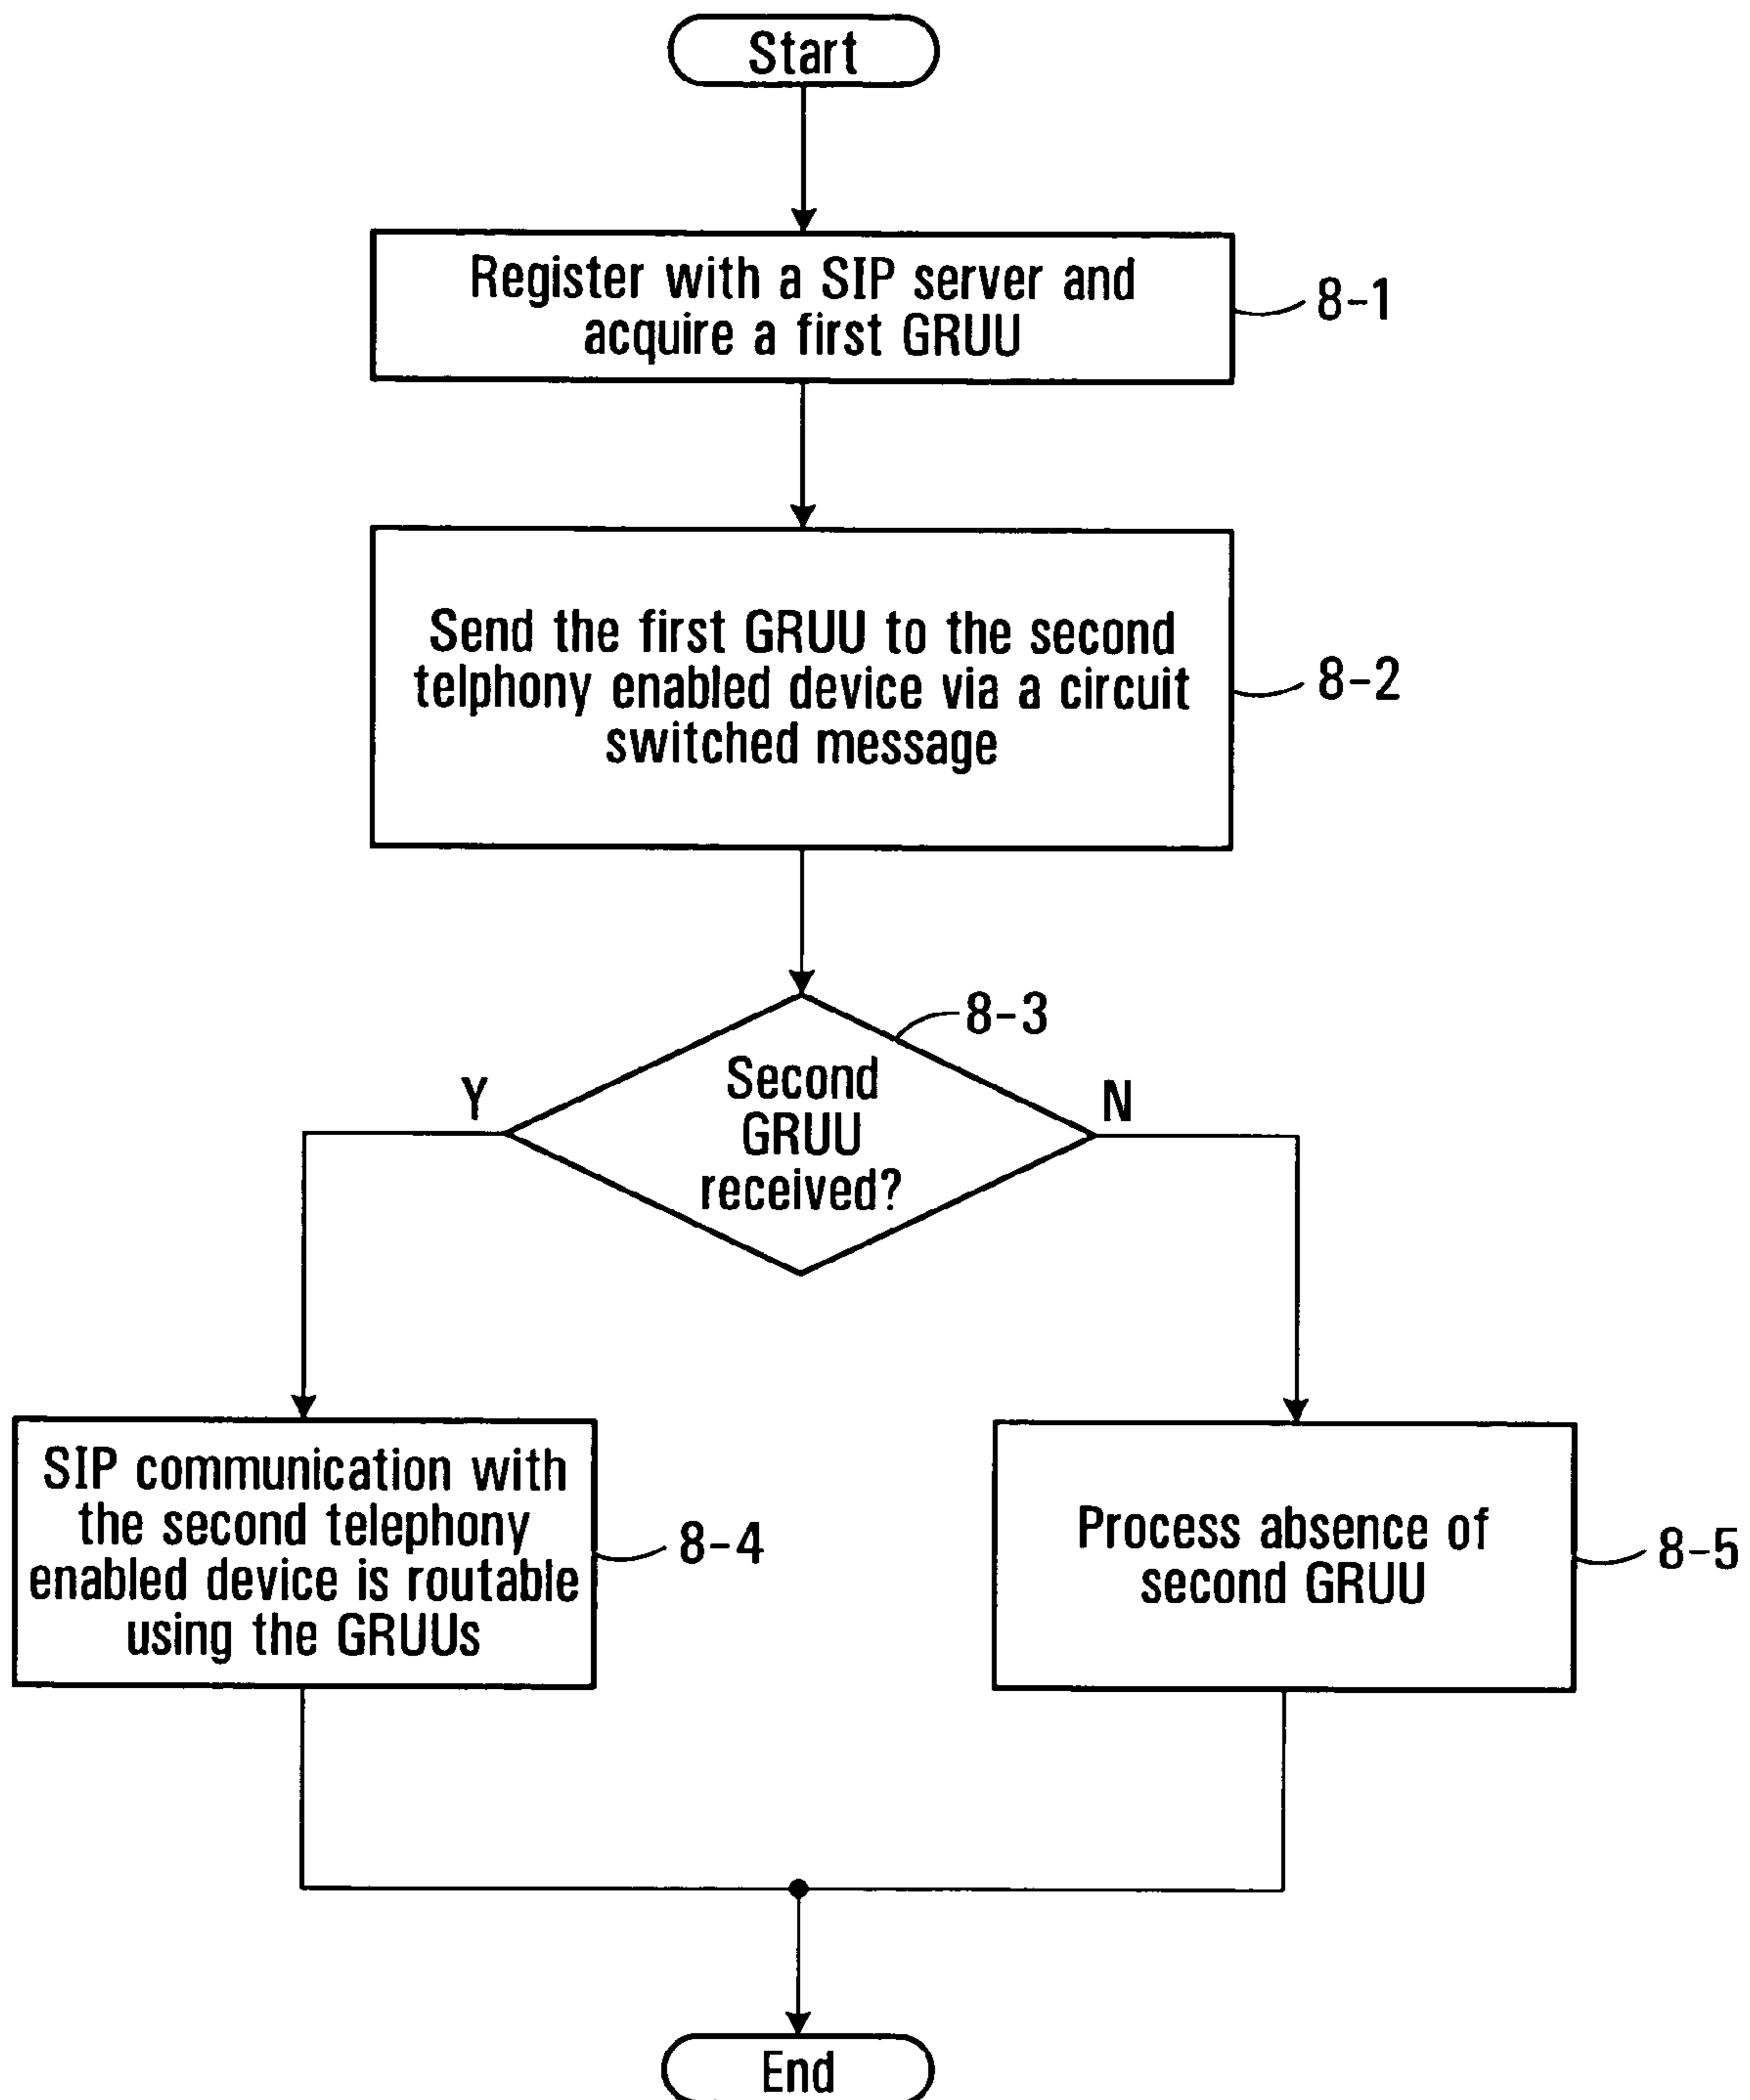 Start
Register with a SIP server and
acquire a first GRUU
8-1
Send the first GRUU to the second
telphony enabled device via a circuit
switched message
8-2
8-3
Second
GRUU
received?
Y
N
SIP communication with
the second telephony
enabled device is routable
using the GRUUs
8-4
Process absence of
second GRUU
8-5
End